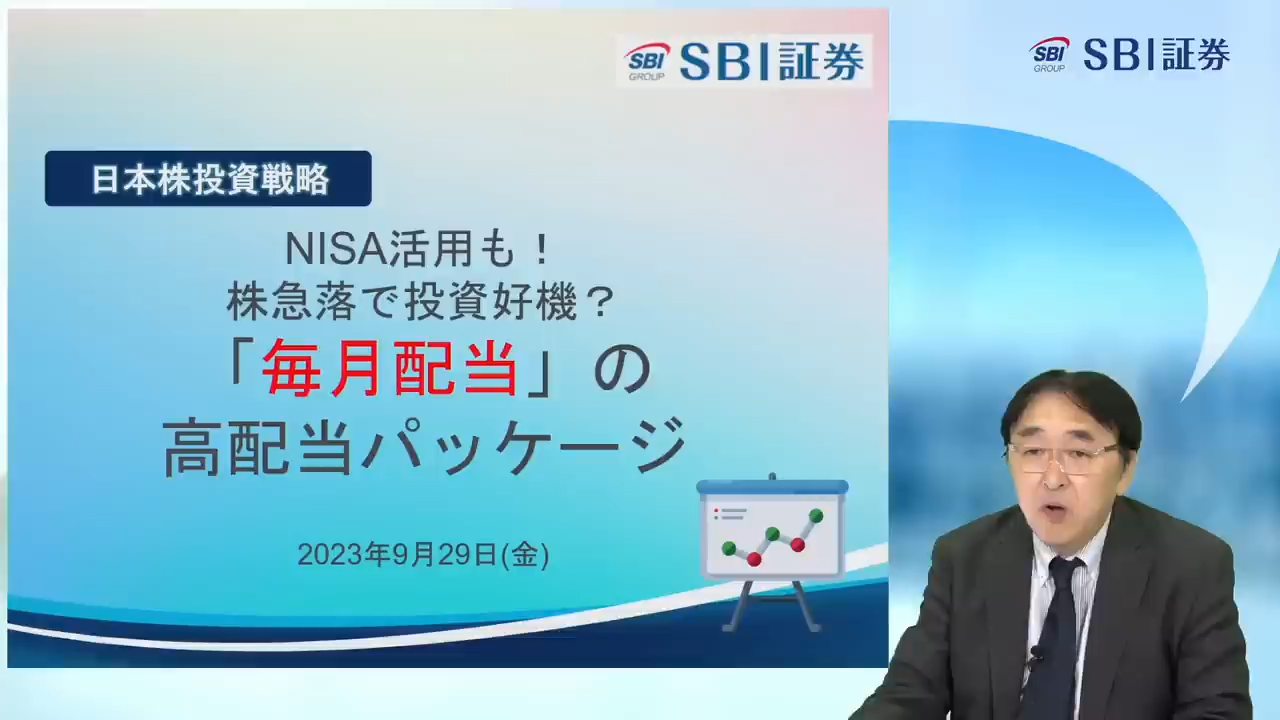 SBI GROUP SBI証券
SBI GROUP SBI証券
日本株投資戦略
NISA活用も！
株急落で投資好機？
「毎月配当」の
高配当パッケージ
2023年9月29日(金)